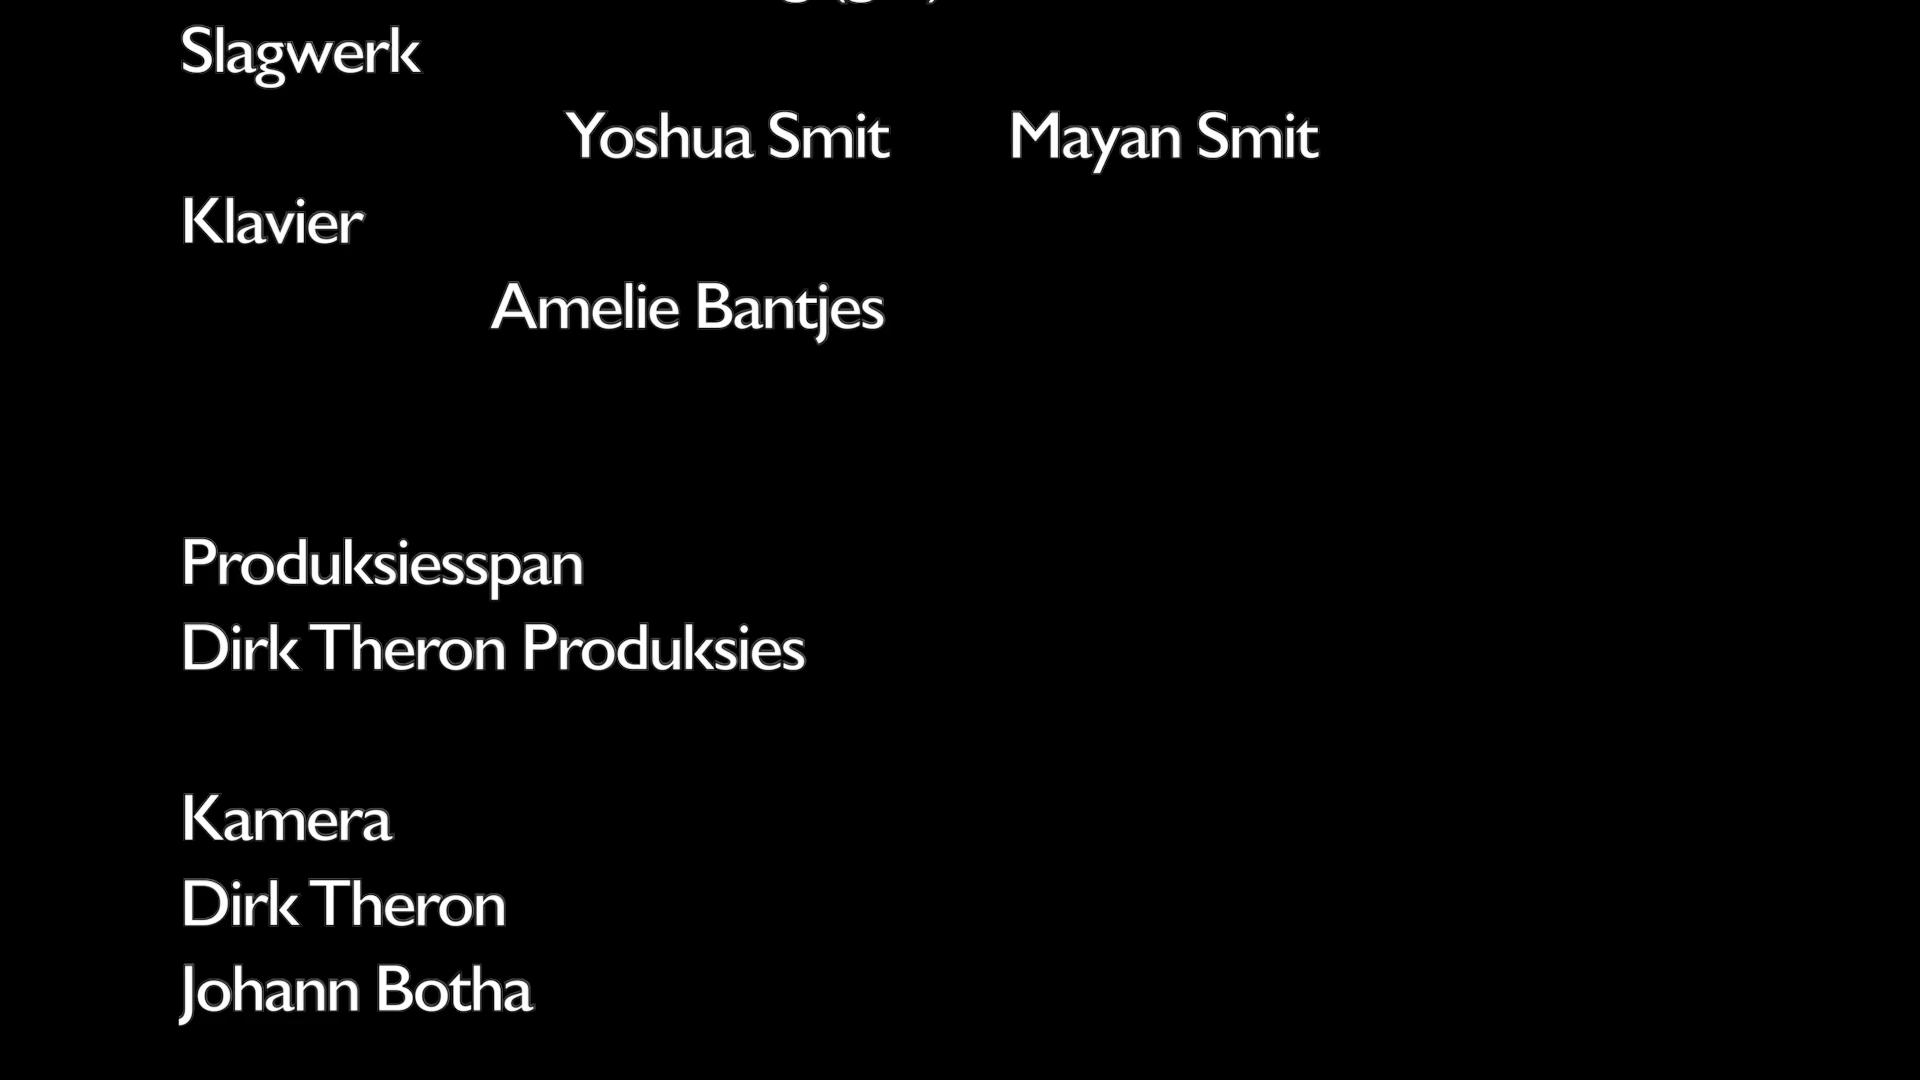 Slagwerk
Yoshua Smit Mayan Smit
Klavier
Amelie Bantjes
Produksiesspan
Dirk Theron Produksies
Kamera
Dirk Theron
Johann Botha